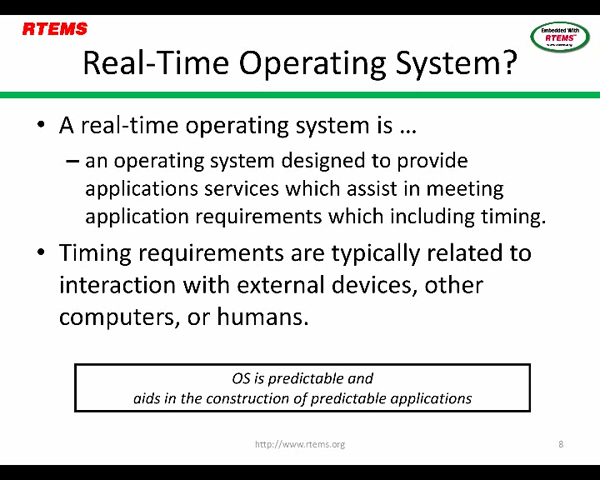 RTEMS
Embedded With
RTEMS
Real-Time Operating System?
• A real-time operating system is …
– an operating system designed to provide
applications services which assist in meeting
application requirements which including timing.
• Timing requirements are typically related to
interaction with external devices, other
computers, or humans.
OS is predictable and
aids in the construction of predictable applications
http://www.rtems.org
8